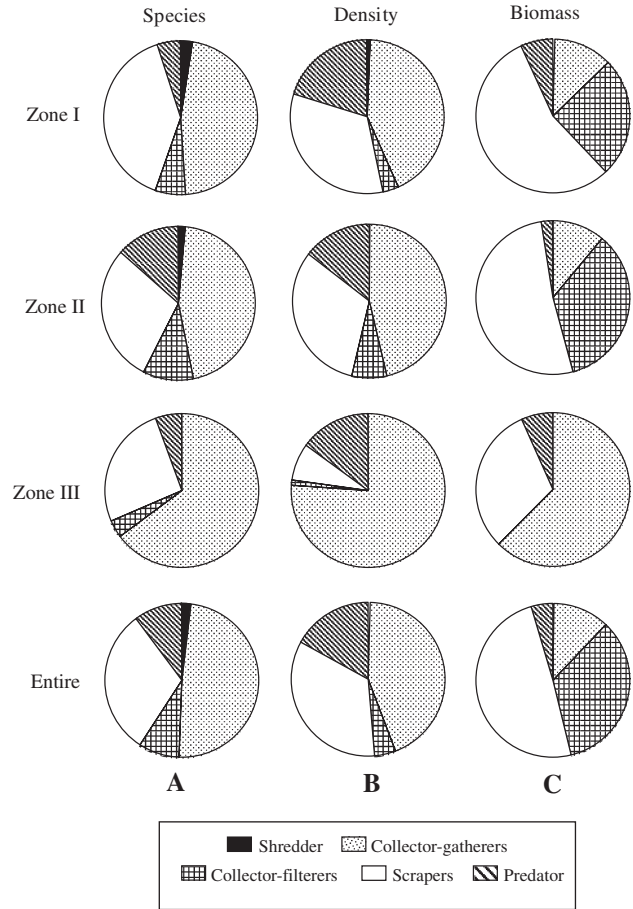 Species Density Biomass
Zone I
Zone II
Zone III
Entire
A B C
Shredder Collector-gatherers
Collector-filterers Scrapers Predator